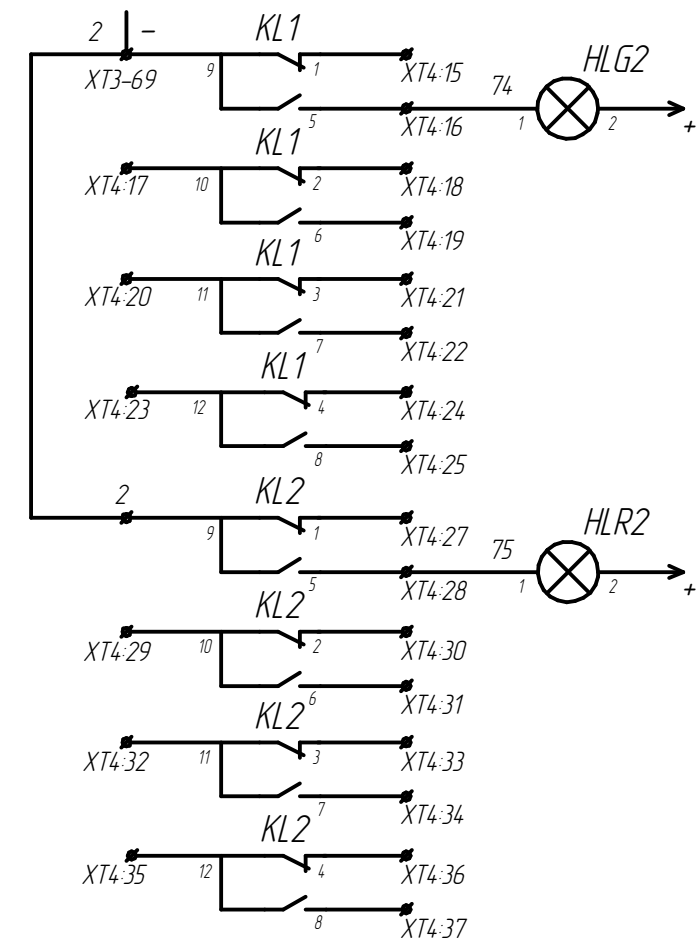 2 – KL1 HLG2
XT3-69 9 1 XT4:15 74
5 XT4:16 1 2 +
KL1
XT4:17 10 2 XT4:18
6 XT4:19
KL1
XT4:20 11 3 XT4:21
7 XT4:22
KL1
XT4:23 12 4 XT4:24
8 XT4:25
2 KL2 HLR2
9 1 XT4:27 75
5 XT4:28 1 2 +
KL2
XT4:29 10 2 XT4:30
6 XT4:31
KL2
XT4:32 11 3 XT4:33
7 XT4:34
KL2
XT4:35 12 4 XT4:36
8 XT4:37